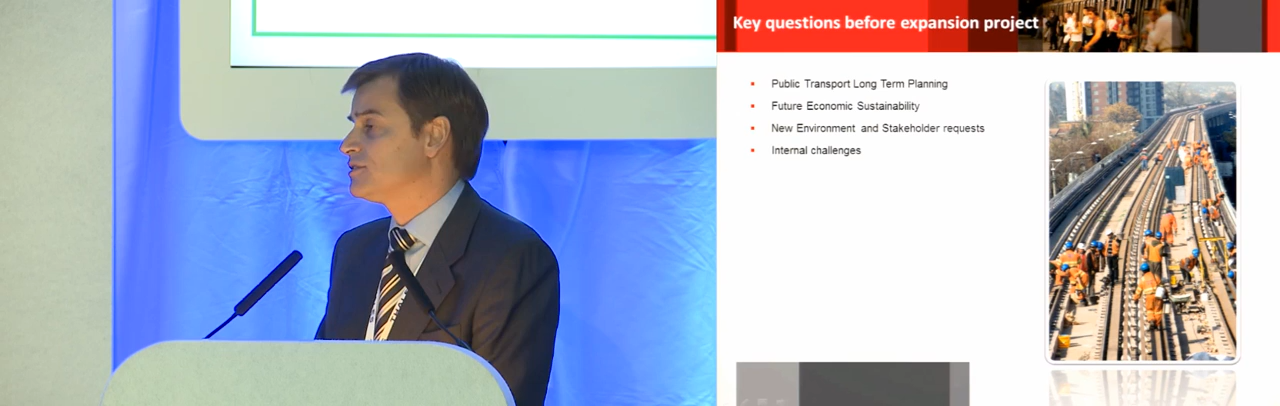 Key questions before expansion project
Public Transport Long Term Planning
Future Economic Sustainability
New Environment and Stakeholder requests
Internal challenges